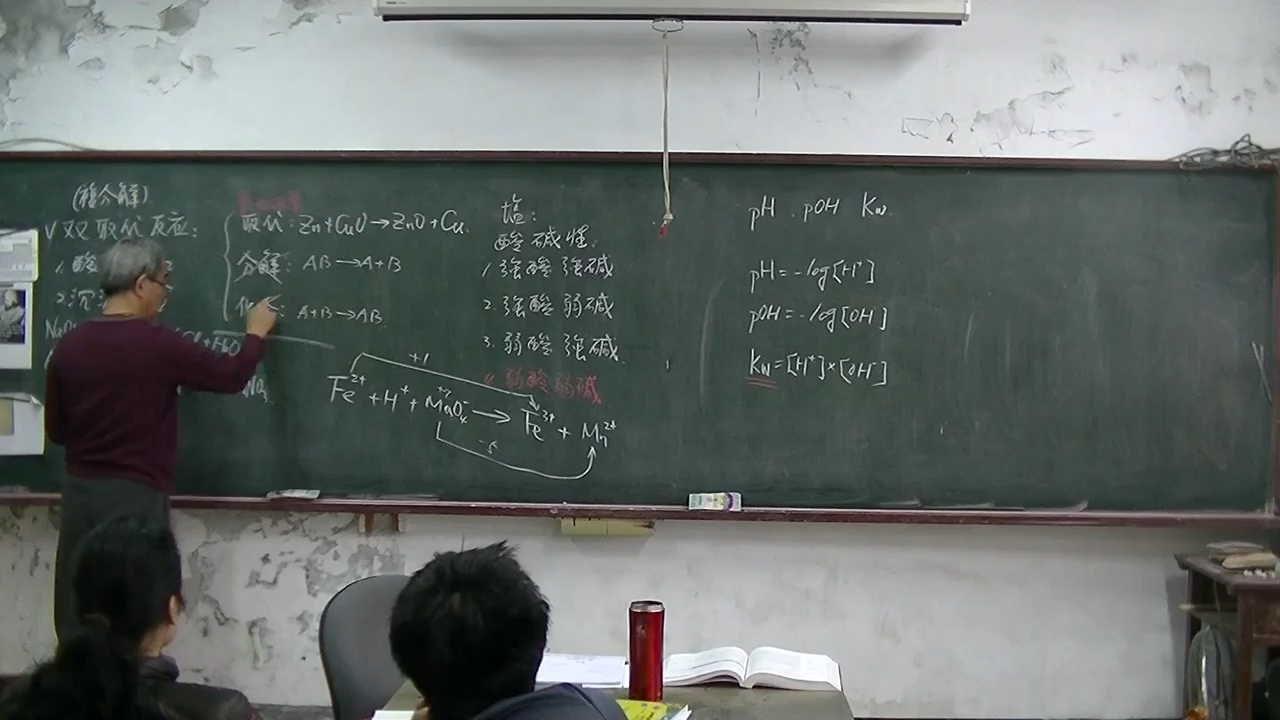 (複分解)
V 双取代反应:
1. 酸
2. 沉
取代: Zn+CuO→ZnO+Cu
分解: AB→A+B
化 : A+B→AB
Fe²⁺+H⁺+MnO₄⁻→Fe³⁺+Mn²⁺
+1
+7
-5
塩:
酸碱性:
1. 強酸強碱
2. 強酸弱碱
3. 弱酸強碱
弱酸弱碱
pH . pOH Kw.
pH=-log[H⁺]
pOH=-log[OH⁻]
Kw=[H⁺]×[OH⁻]